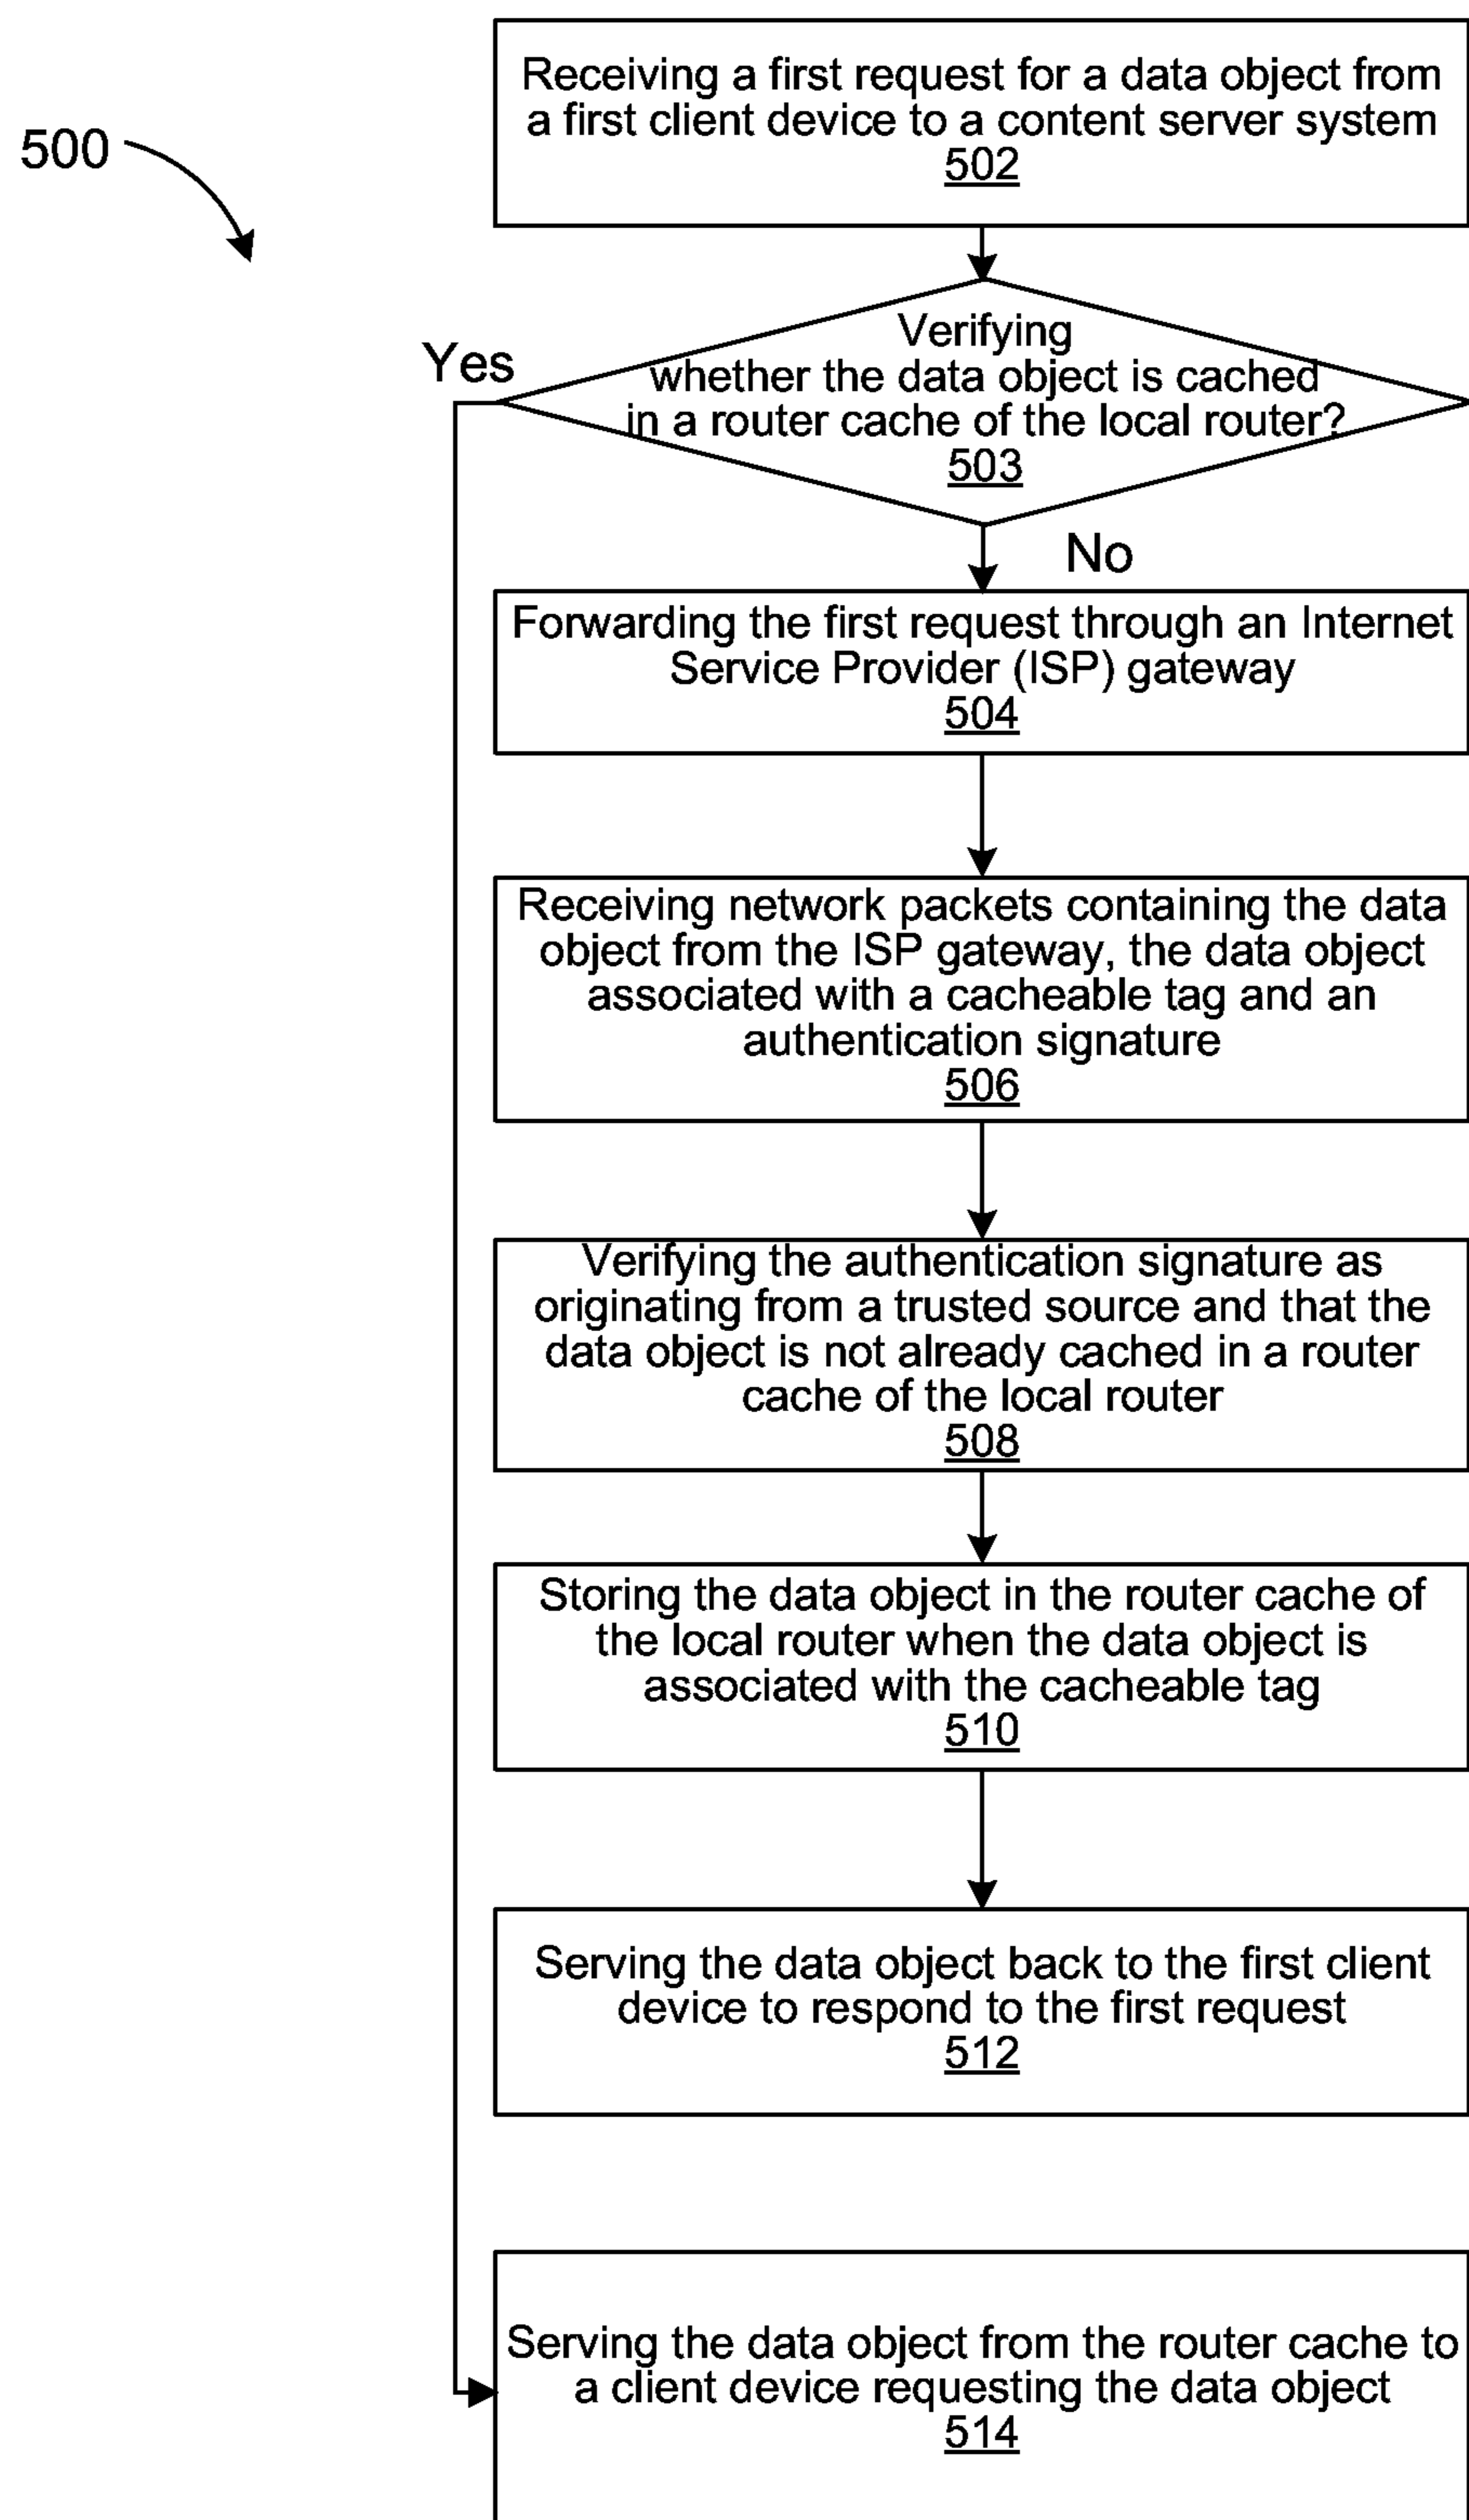 Receiving a first request for a data object from
a first client device to a content server system
502
500
Verifying
whether the data object is cached
in a router cache of the local router?
503
Yes
No
Forwarding the first request through an Internet
Service Provider (ISP) gateway
504
Receiving network packets containing the data
object from the ISP gateway, the data object
associated with a cacheable tag and an
authentication signature
506
Verifying the authentication signature as
originating from a trusted source and that the
data object is not already cached in a router
cache of the local router
508
Storing the data object in the router cache of
the local router when the data object is
associated with the cacheable tag
510
Serving the data object back to the first client
device to respond to the first request
512
Serving the data object from the router cache to
a client device requesting the data object
514